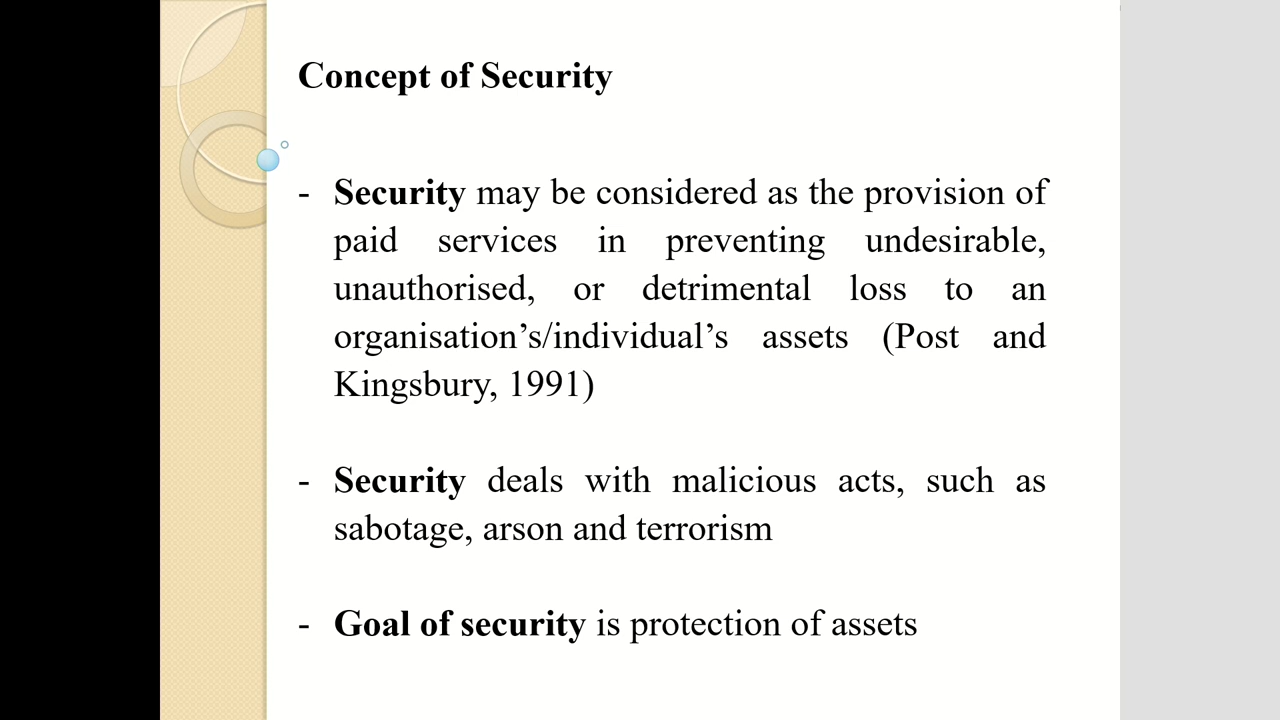 Concept of Security
- Security may be considered as the provision of
paid services in preventing undesirable,
unauthorised, or detrimental loss to an
organisation’s/individual’s assets (Post and
Kingsbury, 1991)
- Security deals with malicious acts, such as
sabotage, arson and terrorism
- Goal of security is protection of assets